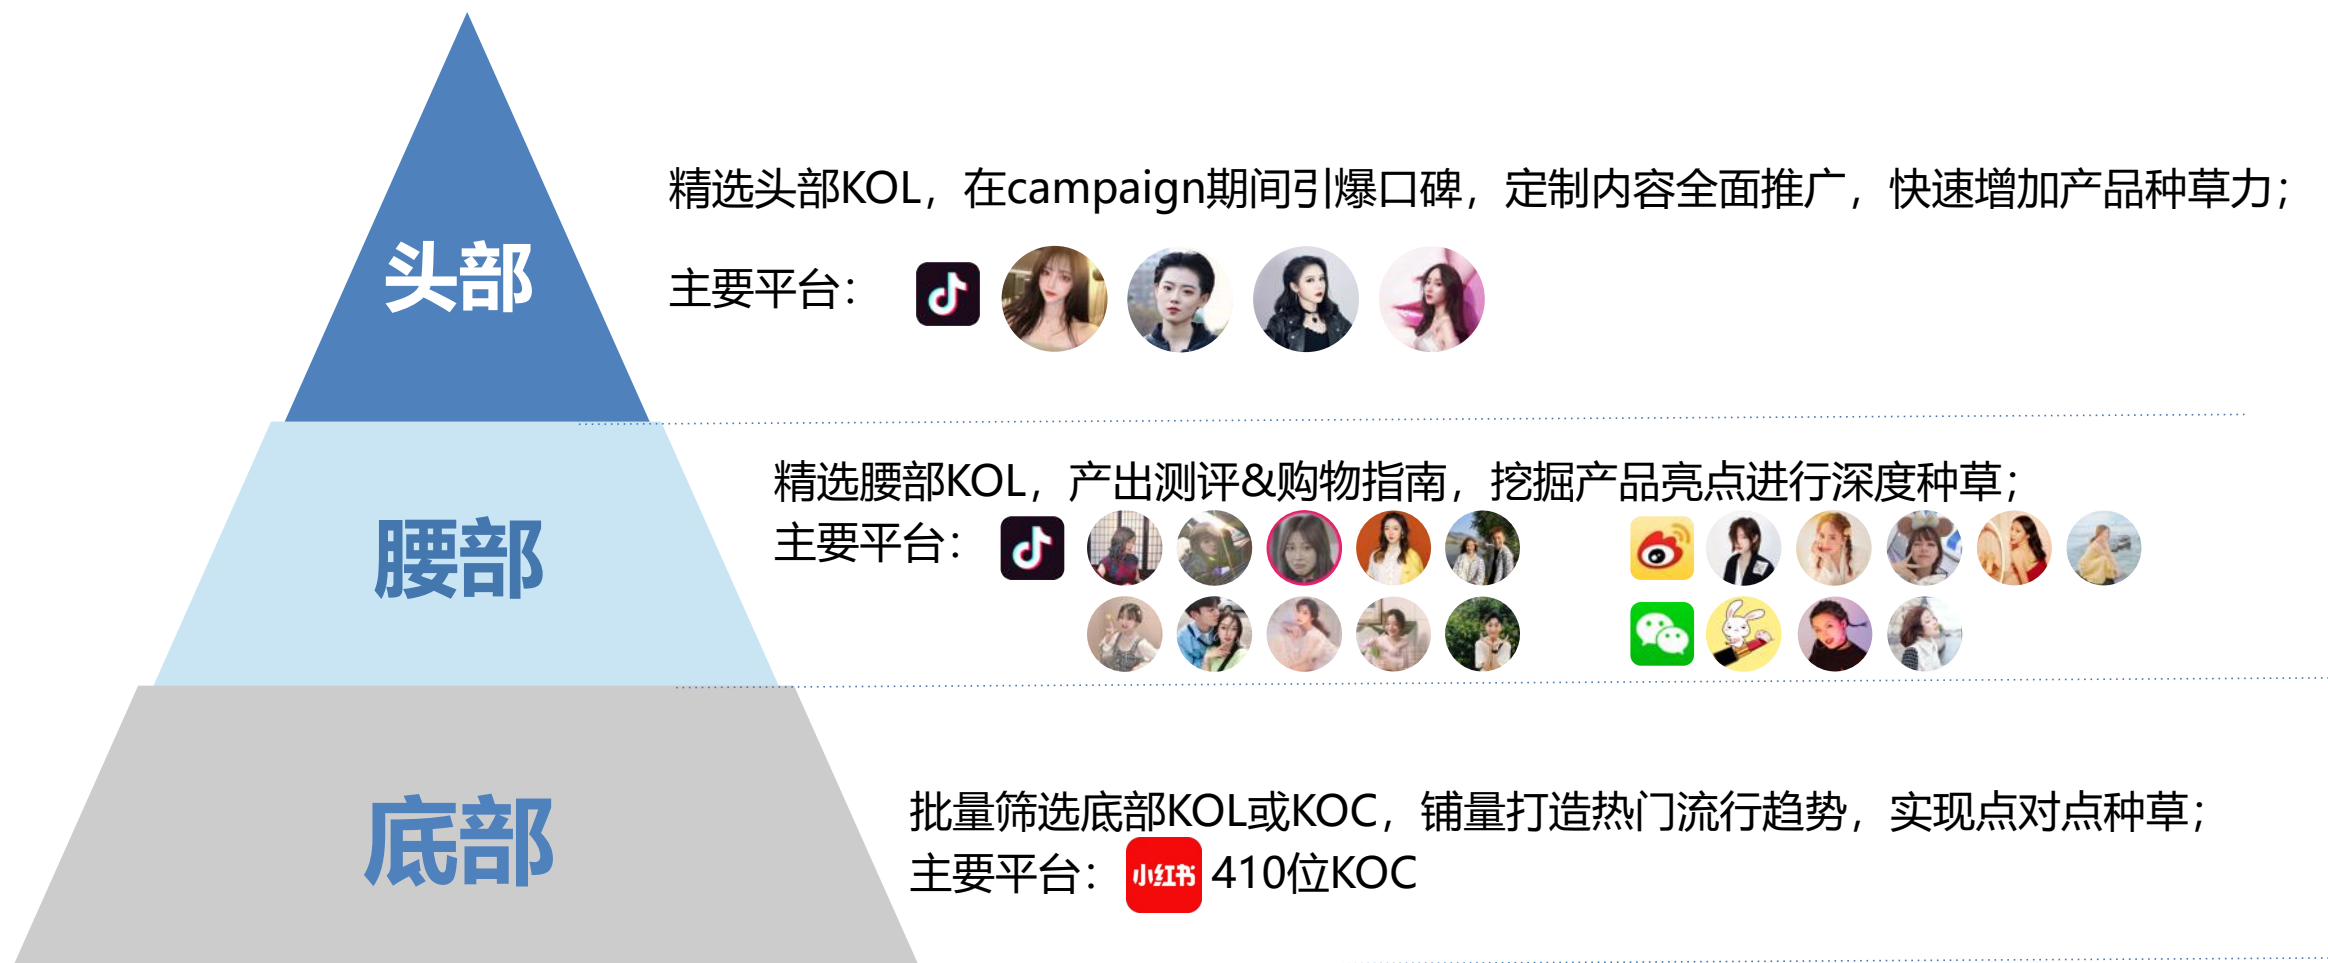 头部
精选头部KOL，在campaign期间引爆口碑，定制内容全面推广，快速增加产品种草力；
主要平台：
腰部
精选腰部KOL，产出测评&购物指南，挖掘产品亮点进行深度种草；
主要平台：
底部
批量筛选底部KOL或KOC，铺量打造热门流行趋势，实现点对点种草；
主要平台： 小红书 410位KOC